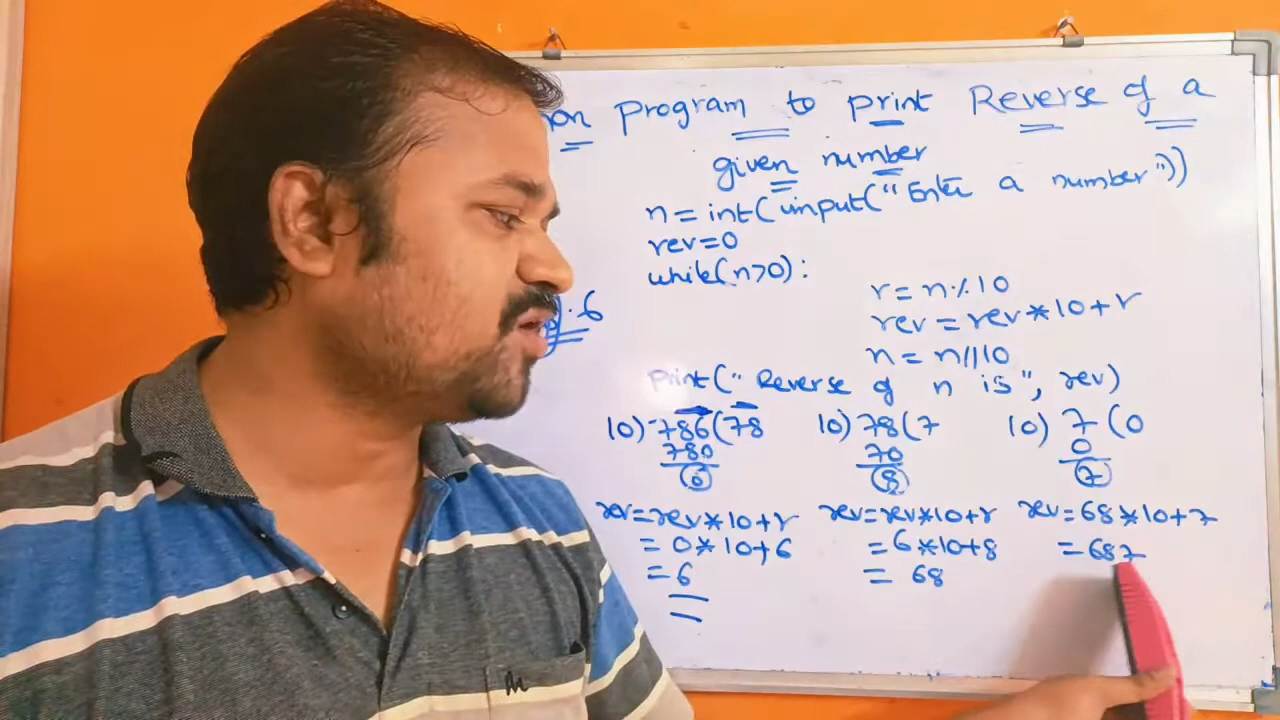 on program to print Reverse of a
given number
n = int(input("Enter a number"))
rev=0
while(n>0):
r = n%10
rev = rev*10+r
n = n//10
print("Reverse of n is", rev)
10) 786(78 10) 78(7 10) 7(0
780 70 0
6 8 7
rev=rev*10+r rev=rev*10+r rev=68*10+7
= 0*10+6 =6*10+8 =687
=6 = 68